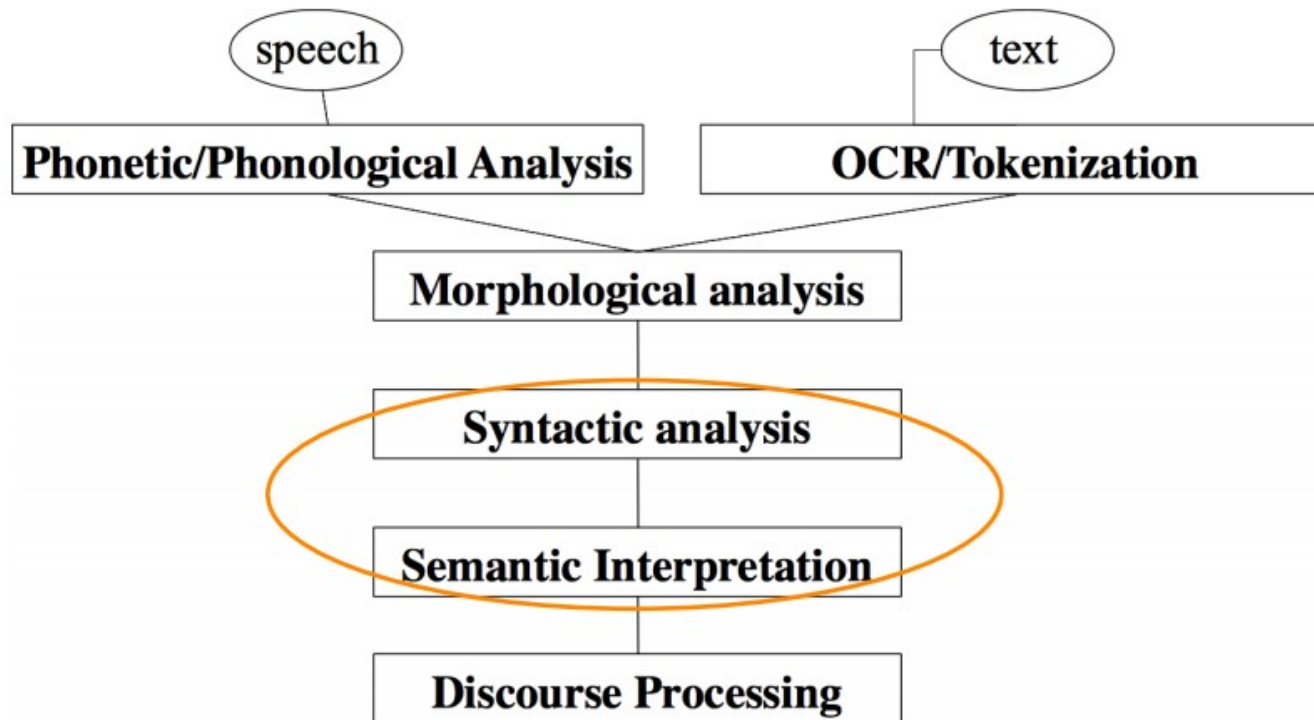 speech
text
Phonetic/Phonological Analysis
OCR/Tokenization
Morphological analysis
Syntactic analysis
Semantic Interpretation
Discourse Processing